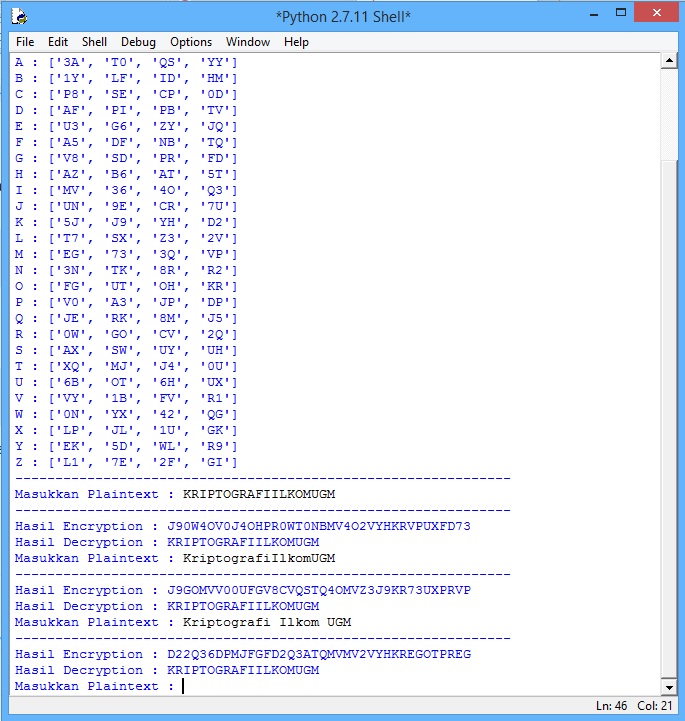 *Python 2.7.11 Shell*
File Edit Shell Debug Options Window Help
A : ['3A', 'T0', 'QS', 'YY']
B : ['1Y', 'LF', 'ID', 'HM']
C : ['P8', 'SE', 'CP', '0D']
D : ['AF', 'PI', 'PB', 'TV']
E : ['U3', 'G6', 'ZY', 'JQ']
F : ['A5', 'DF', 'NB', 'TQ']
G : ['V8', 'SD', 'PR', 'FD']
H : ['AZ', 'B6', 'AT', '5T']
I : ['MV', '36', '4O', 'Q3']
J : ['UN', '9E', 'CR', '7U']
K : ['5J', 'J9', 'YH', 'D2']
L : ['T7', 'SX', 'Z3', '2V']
M : ['EG', '73', '3Q', 'VP']
N : ['3N', 'TK', '8R', 'R2']
O : ['FG', 'UT', 'OH', 'KR']
P : ['V0', 'A3', 'JP', 'DP']
Q : ['JE', 'RK', '8M', 'J5']
R : ['0W', 'GO', 'CV', '2Q']
S : ['AX', 'SW', 'UY', 'UH']
T : ['XQ', 'MJ', 'J4', '0U']
U : ['6B', 'OT', '6H', 'UX']
V : ['VY', '1B', 'FV', 'R1']
W : ['0N', 'YX', '42', 'QG']
X : ['LP', 'JL', '1U', 'GK']
Y : ['EK', '5D', 'WL', 'R9']
Z : ['L1', '7E', '2F', 'GI']
--------------------------------------------------------------
Masukkan Plaintext : KRIPTOGRAFIILKOMUGM
--------------------------------------------------------------
Hasil Encryption : J90W4OV0J4OHPR0WT0NBMV4O2VYHKRVPUXFD73
Hasil Decryption : KRIPTOGRAFIILKOMUGM
Masukkan Plaintext : KriptografiIlkomUGM
--------------------------------------------------------------
Hasil Encryption : J9GOMVV00UFGV8CVQSTQ4OMVZ3J9KR73UXPRVP
Hasil Decryption : KRIPTOGRAFIILKOMUGM
Masukkan Plaintext : Kriptografi Ilkom UGM
--------------------------------------------------------------
Hasil Encryption : D22Q36DPMJFGFD2Q3ATQMVMV2VYHKREGOTPREG
Hasil Decryption : KRIPTOGRAFIILKOMUGM
Masukkan Plaintext :
Ln: 46 Col: 21